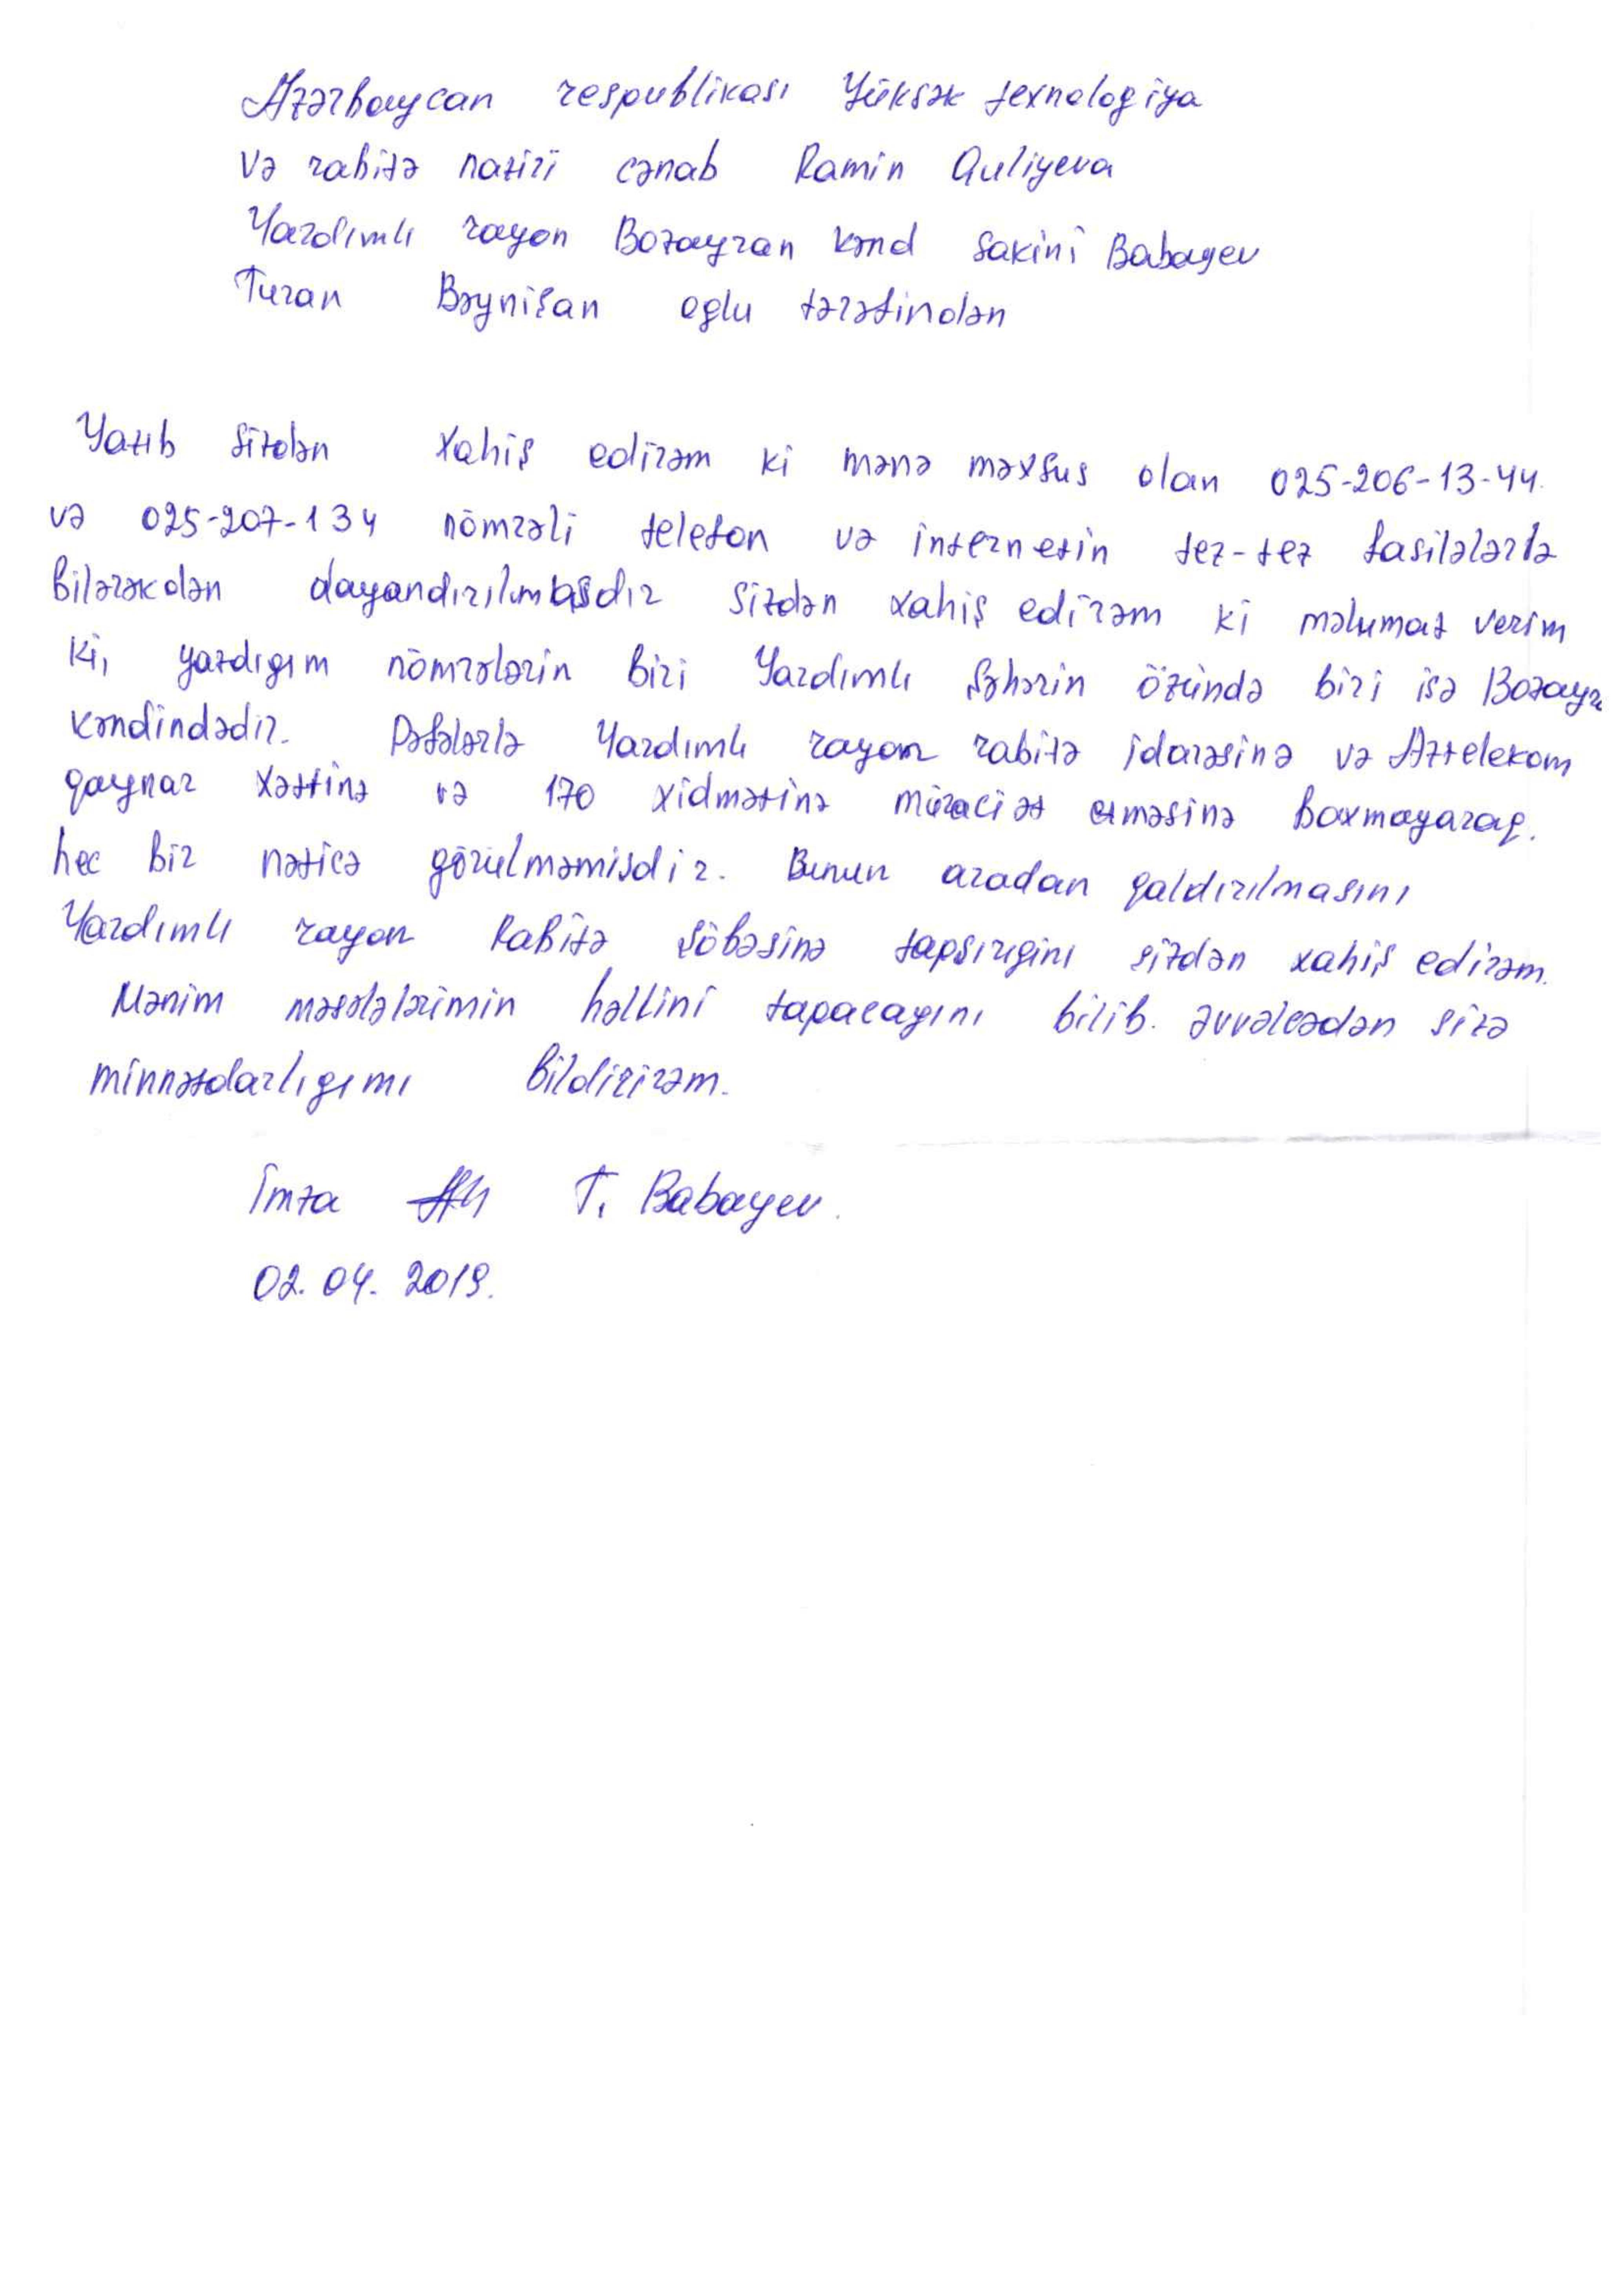 Azərbaycan respublikası Yüksək texnologiya
və rabitə naziri cənab Ramin Quliyeva
Yardımlı rayon Bozayran kənd sakini Babayev
Turan Bəynişan oglu tərəfindən
Yazıb sizdən xahiş edirəm ki mənə məxsus olan 025-206-13-44
və 025-207-134 nömrəli telefon və internetin tez-tez fasilələrlə
bilərəkdən dayandırılmasdır sizdən xahiş edirəm ki məlumat verim
ki, yazdıgım nömrələrin biri Yardımlı şəhərin özündə biri isə Bozayr
kəndindədir. Dəfələrlə Yardımlı rayon rabitə idarəsinə və Aztelekom
qaynar xəttinə və 170 xidmətinə müraciət etməsinə baxmayaraq.
hec bir nəticə görülməmisdir. Bunun aradan qaldırılmasını
Yardımlı rayon Rabitə şöbəsinə tapşırıgını sizdən xahiş edirəm.
Mənim məsələlərimin həllini tapacagını bilib. əvvəlcədən sizə
minnətdarlıgımı bildirirəm.
İmza T. Babayev.
02.04.2019.